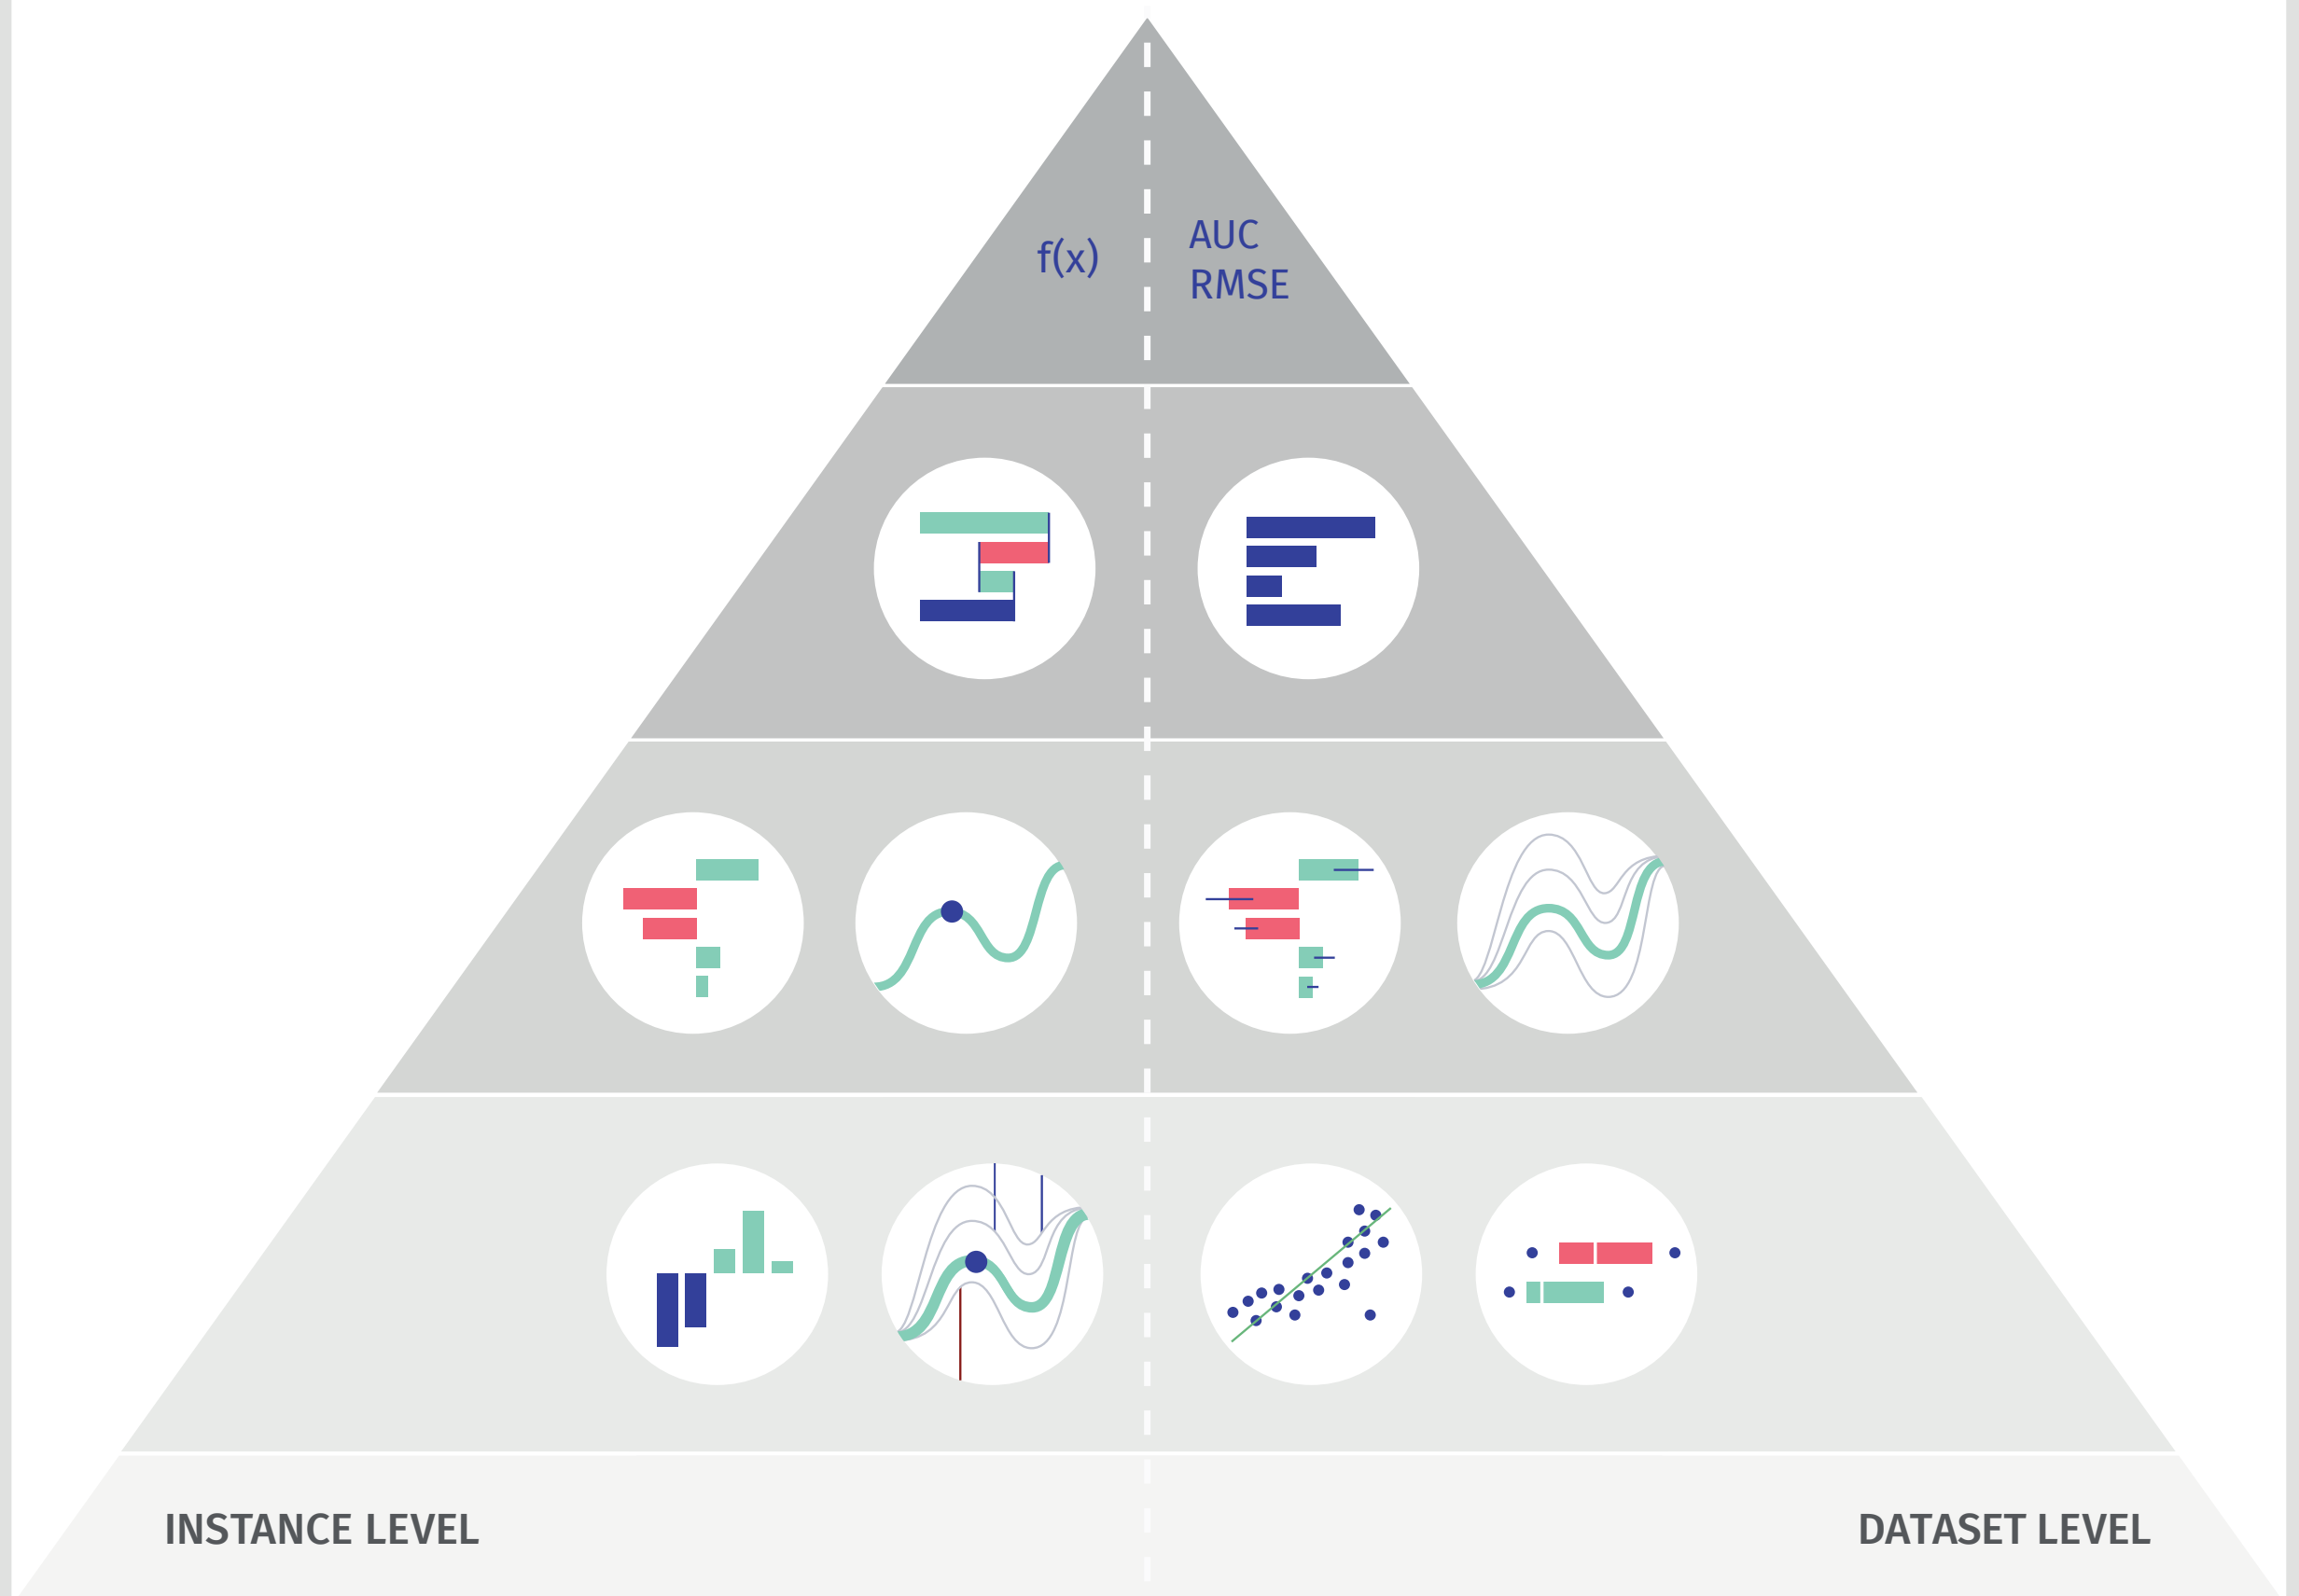 f(x)
AUC
RMSE
INSTANCE LEVEL
DATASET LEVEL